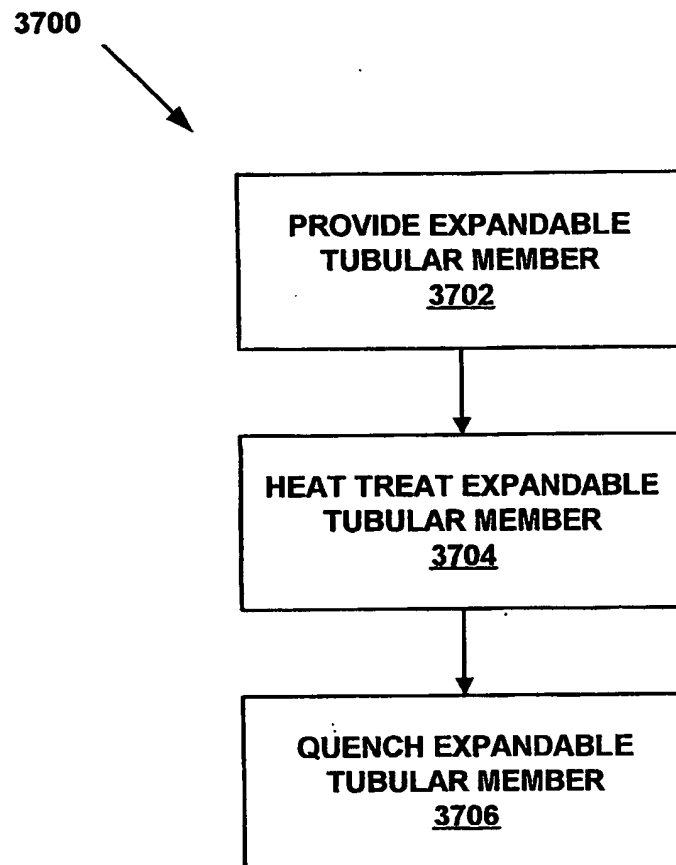 3700
PROVIDE EXPANDABLE
TUBULAR MEMBER
3702
HEAT TREAT EXPANDABLE
TUBULAR MEMBER
3704
QUENCH EXPANDABLE
TUBULAR MEMBER
3706